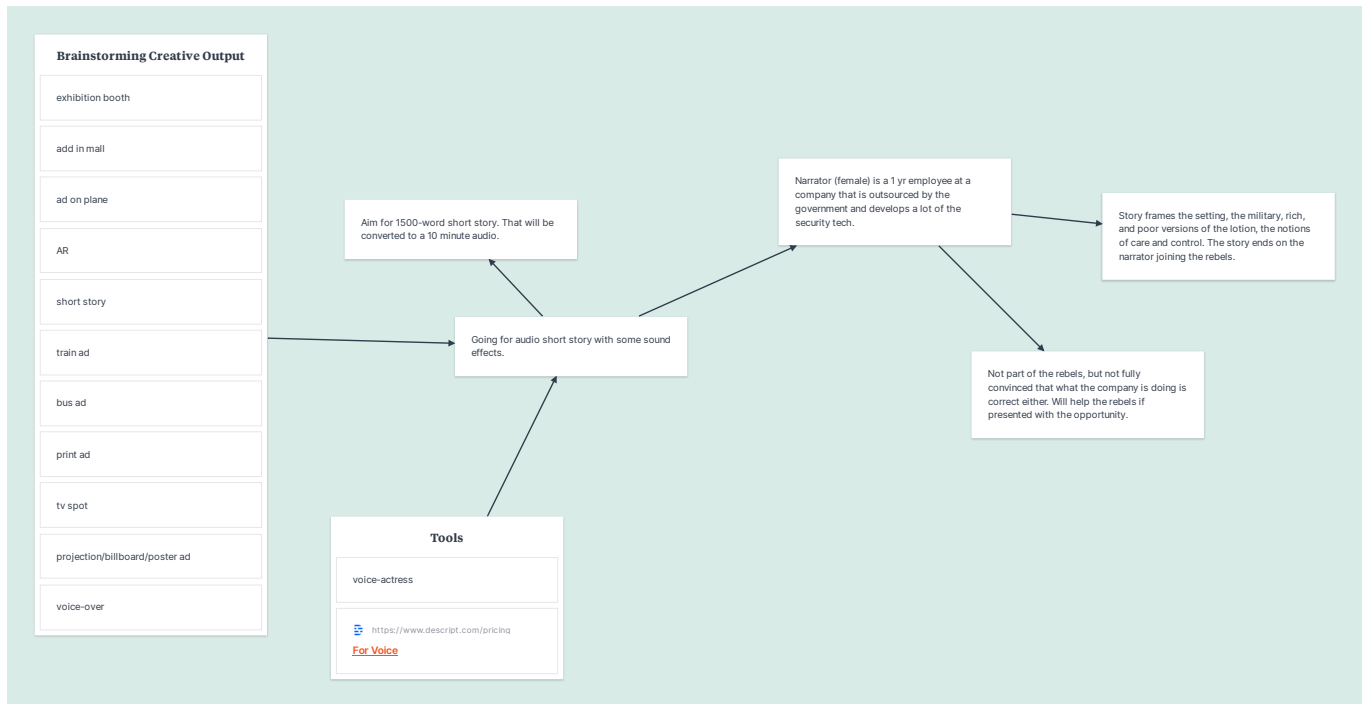 Brainstorming Creative Output
exhibition booth
add in mall
ad on plane
AR
short story
train ad
bus ad
print ad
tv spot
projection/billboard/poster ad
voice-over
Aim for 1500-word short story. That will be
converted to a 10 minute audio.
Going for audio short story with some sound
effects.
Tools
voice-actress
https://www.descript.com/pricing
For Voice
Narrator (female) is a 1 yr employee at a
company that is outsourced by the
government and develops a lot of the
security tech.
Story frames the setting, the military, rich,
and poor versions of the lotion, the notions
of care and control. The story ends on the
narrator joining the rebels.
Not part of the rebels, but not fully
convinced that what the company is doing is
correct either. Will help the rebels if
presented with the opportunity.